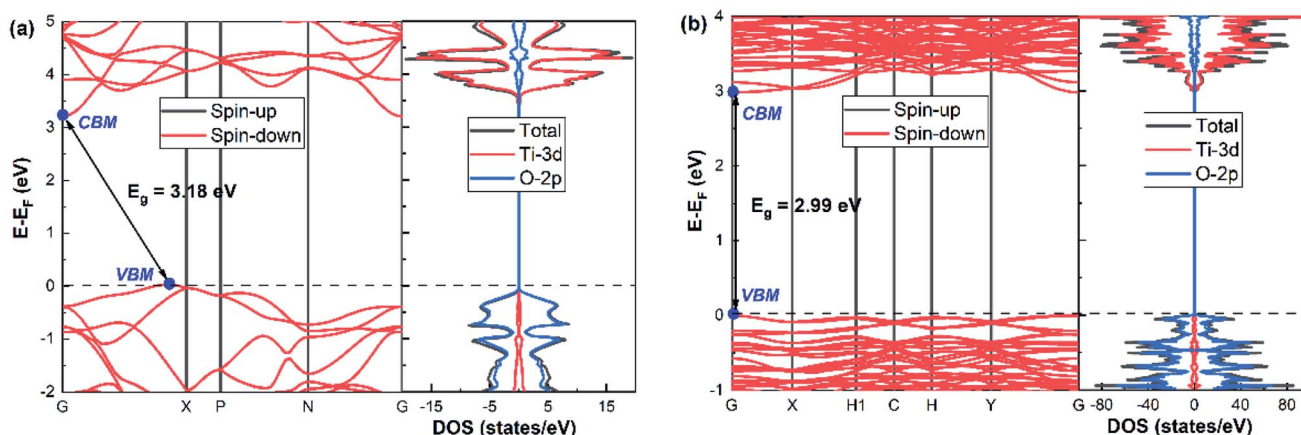 (a)
5
4
3
2
1
0
-1
-2
E-E_F (eV)
CBM
Spin-up
Spin-down
E_g = 3.18 eV
VBM
G X P N G
Total
Ti-3d
O-2p
-15 -5 5 15
DOS (states/eV)
(b)
4
3
2
1
0
-1
E-E_F (eV)
CBM
Spin-up
Spin-down
E_g = 2.99 eV
VBM
G X H1 C H Y G
Total
Ti-3d
O-2p
-80 -40 0 40 80
DOS (states/eV)